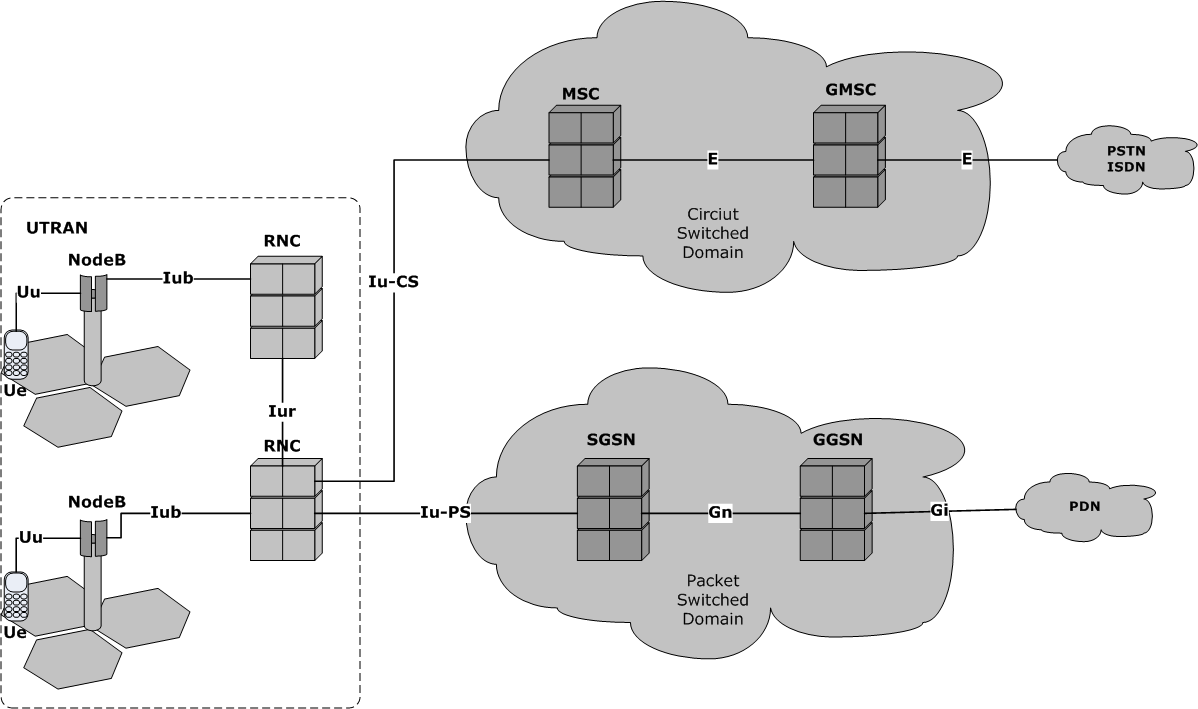 MSC
GMSC
E
E
PSTN
ISDN
Circiut
Switched
Domain
UTRAN
RNC
NodeB
Iub
Uu
Iu-CS
Ue
Iur
RNC
SGSN
GGSN
NodeB
Iub
Iu-PS
Gn
Gi
PDN
Uu
Packet
Switched
Domain
Ue